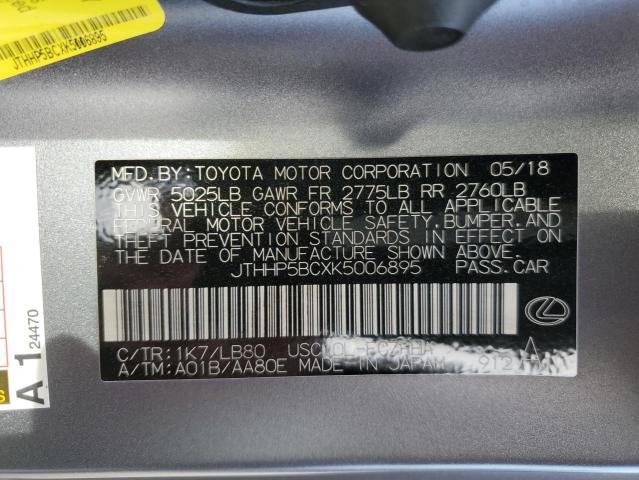 JTHHP5BCXK5006895
MFD.BY:TOYOTA MOTOR CORPORATION 05/18
GVWR 5025LB GAWR FR 2775LB RR 2760LB
THIS VEHICLE CONFORMS TO ALL APPLICABLE
FEDERAL MOTOR VEHICLE SAFETY,BUMPER,AND
THEFT PREVENTION STANDARDS IN EFFECT ON
THE DATE OF MANUFACTURE SHOWN ABOVE.
JTHHP5BCXK5006895 PASS.CAR
C/TR:1K7/LB80
A/TM:A01B/AA80E MADE IN JAPAN 912
A1
24470